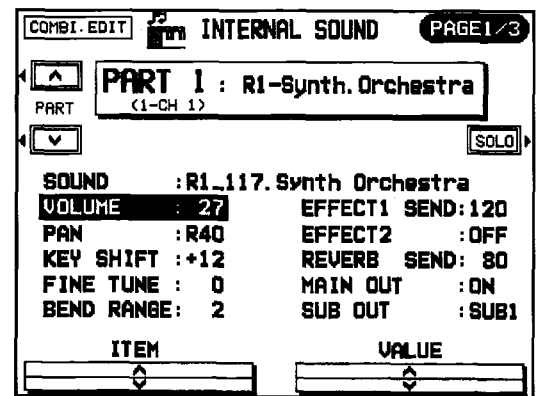 COMBI.EDIT INTERNAL SOUND PAGE1/3
PART 1 : R1-Synth.Orchestra
PART (1-CH 1)
SOLO
SOUND :R1_117.Synth Orchestra
VOLUME : 27 EFFECT1 SEND:120
PAN :R40 EFFECT2 :OFF
KEY SHIFT :+12 REVERB SEND: 80
FINE TUNE : 0 MAIN OUT :ON
BEND RANGE: 2 SUB OUT :SUB1
ITEM VALUE